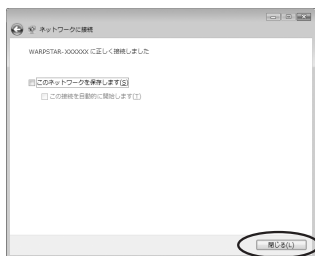 ネットワークに接続
WARPSTAR-XXXXXX に正しく接続しました
このネットワークを保存します(S)
この接続を自動的に開始します(T)
閉じる(L)